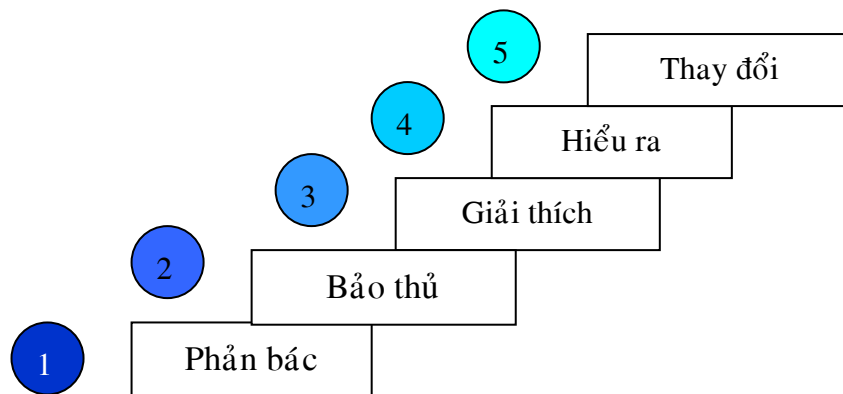 5
Thay đổi
4
Hiểu ra
3
Giải thích
2
Bảo thủ
1
Phản bác